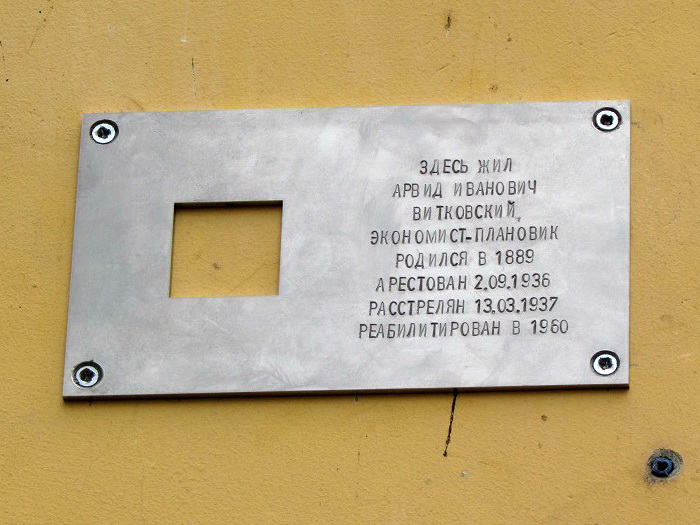 ЗДЕСЬ ЖИЛ
АРВИД ИВАНОВИЧ
ВИТКОВСКИЙ,
ЭКОНОМИСТ-ПЛАНОВИК
РОДИЛСЯ В 1889
АРЕСТОВАН 2.09.1936
РАССТРЕЛЯН 13.03.1937
РЕАБИЛИТИРОВАН В 1960